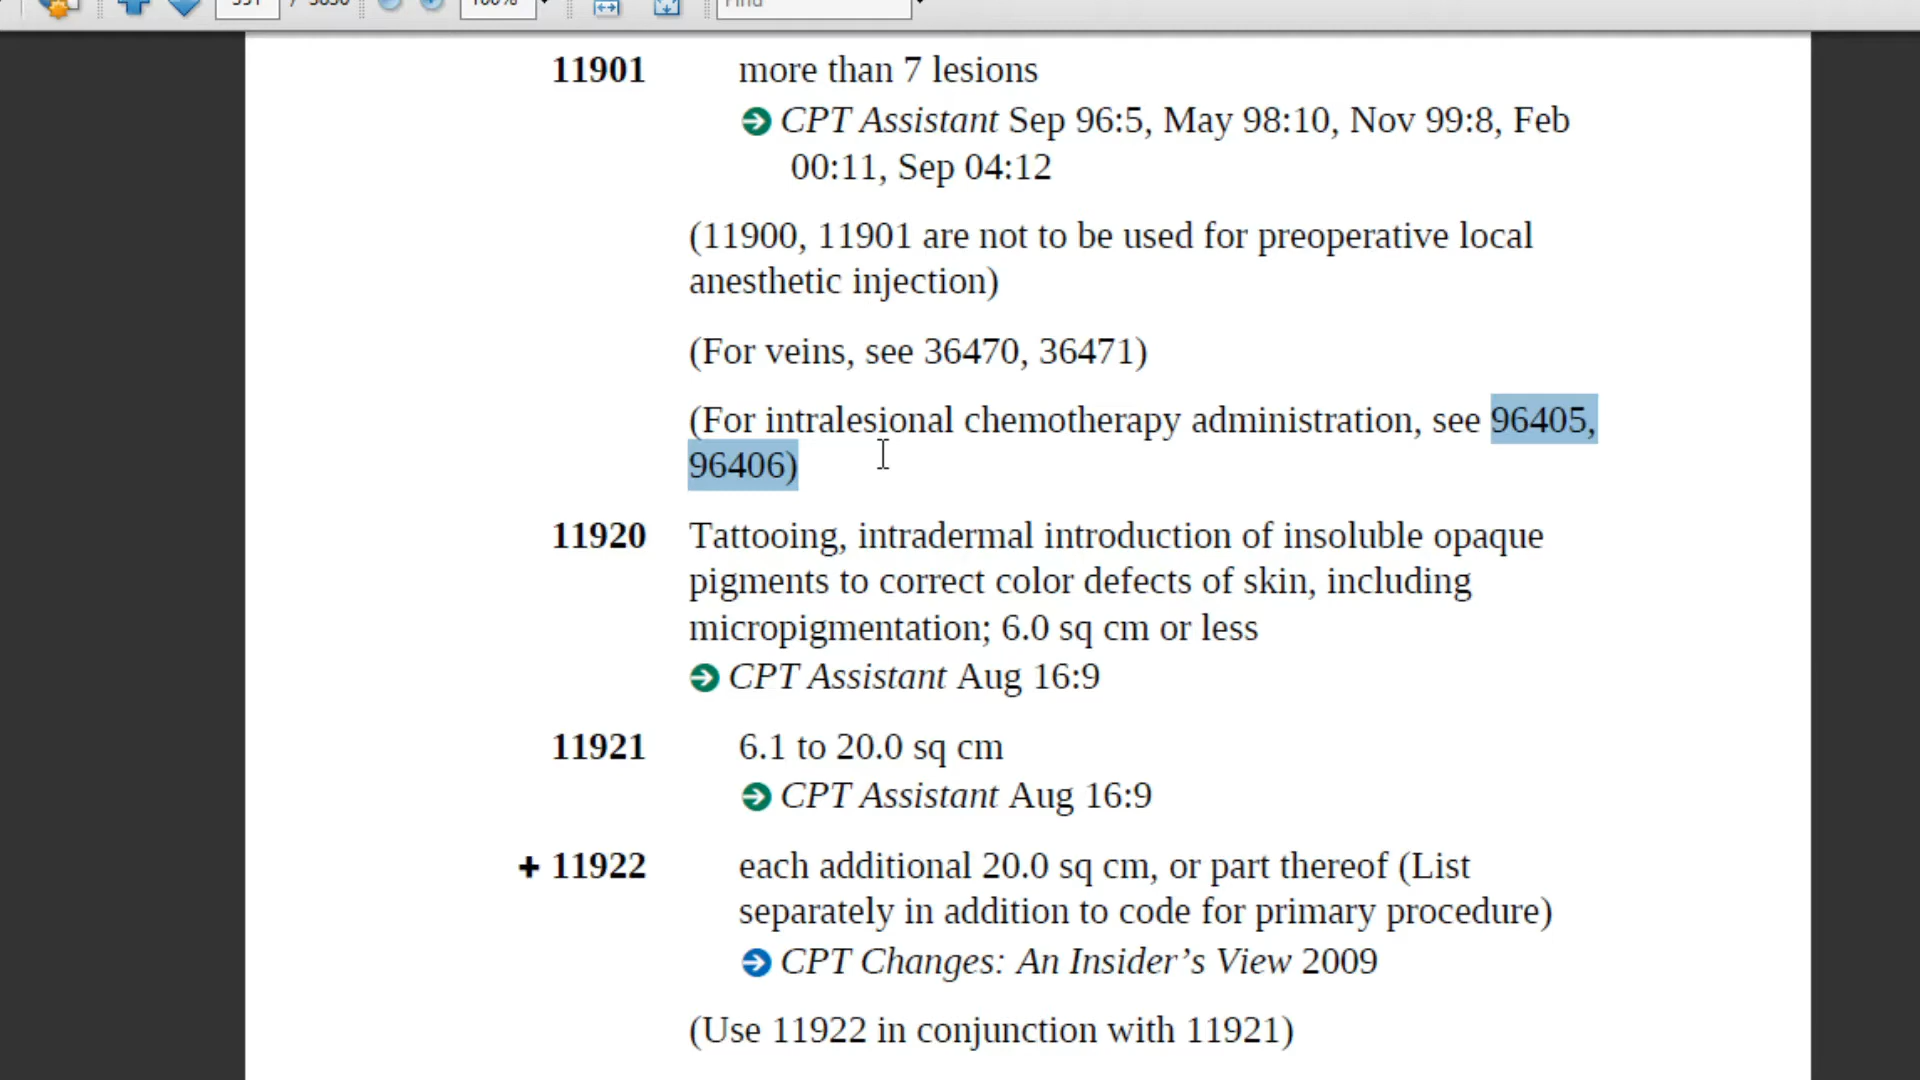 11901 more than 7 lesions
CPT Assistant Sep 96:5, May 98:10, Nov 99:8, Feb
00:11, Sep 04:12
(11900, 11901 are not to be used for preoperative local
anesthetic injection)
(For veins, see 36470, 36471)
(For intralesional chemotherapy administration, see 96405,
96406)
11920 Tattooing, intradermal introduction of insoluble opaque
pigments to correct color defects of skin, including
micropigmentation; 6.0 sq cm or less
CPT Assistant Aug 16:9
11921 6.1 to 20.0 sq cm
CPT Assistant Aug 16:9
+ 11922 each additional 20.0 sq cm, or part thereof (List
separately in addition to code for primary procedure)
CPT Changes: An Insider’s View 2009
(Use 11922 in conjunction with 11921)